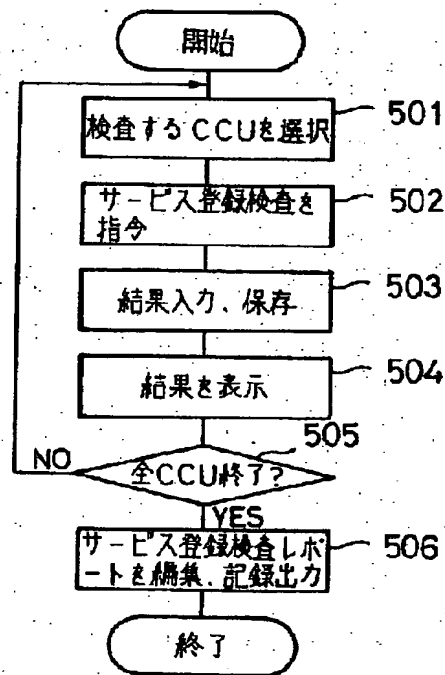 開始
検査するCCUを選択
501
サービス登録検査を
指令
502
結果入力、保存
503
結果を表示
504
505
全CCU終了?
NO
YES
サービス登録検査レポ
ートを編集、記録出力
506
終了